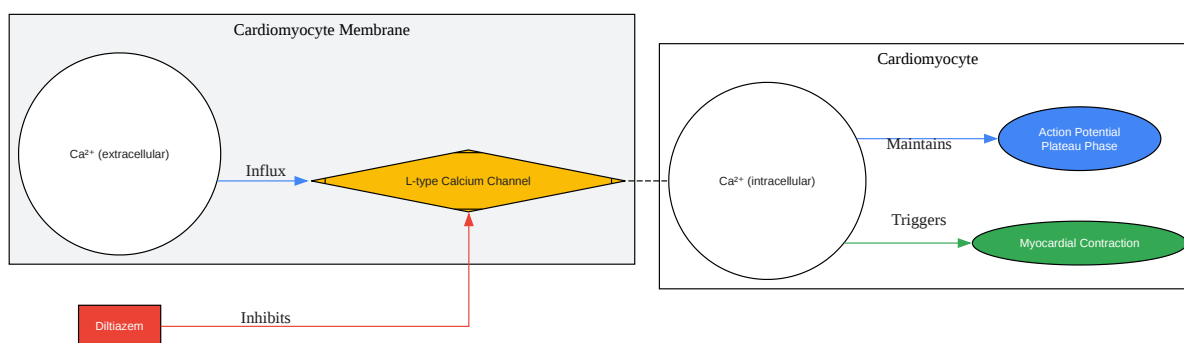 Cardiomyocyte Membrane
Ca²⁺ (extracellular)
Influx
L-type Calcium Channel
Diltiazem
Inhibits
Cardiomyocyte
Ca²⁺ (intracellular)
Maintains
Action Potential
Plateau Phase
Triggers
Myocardial Contraction